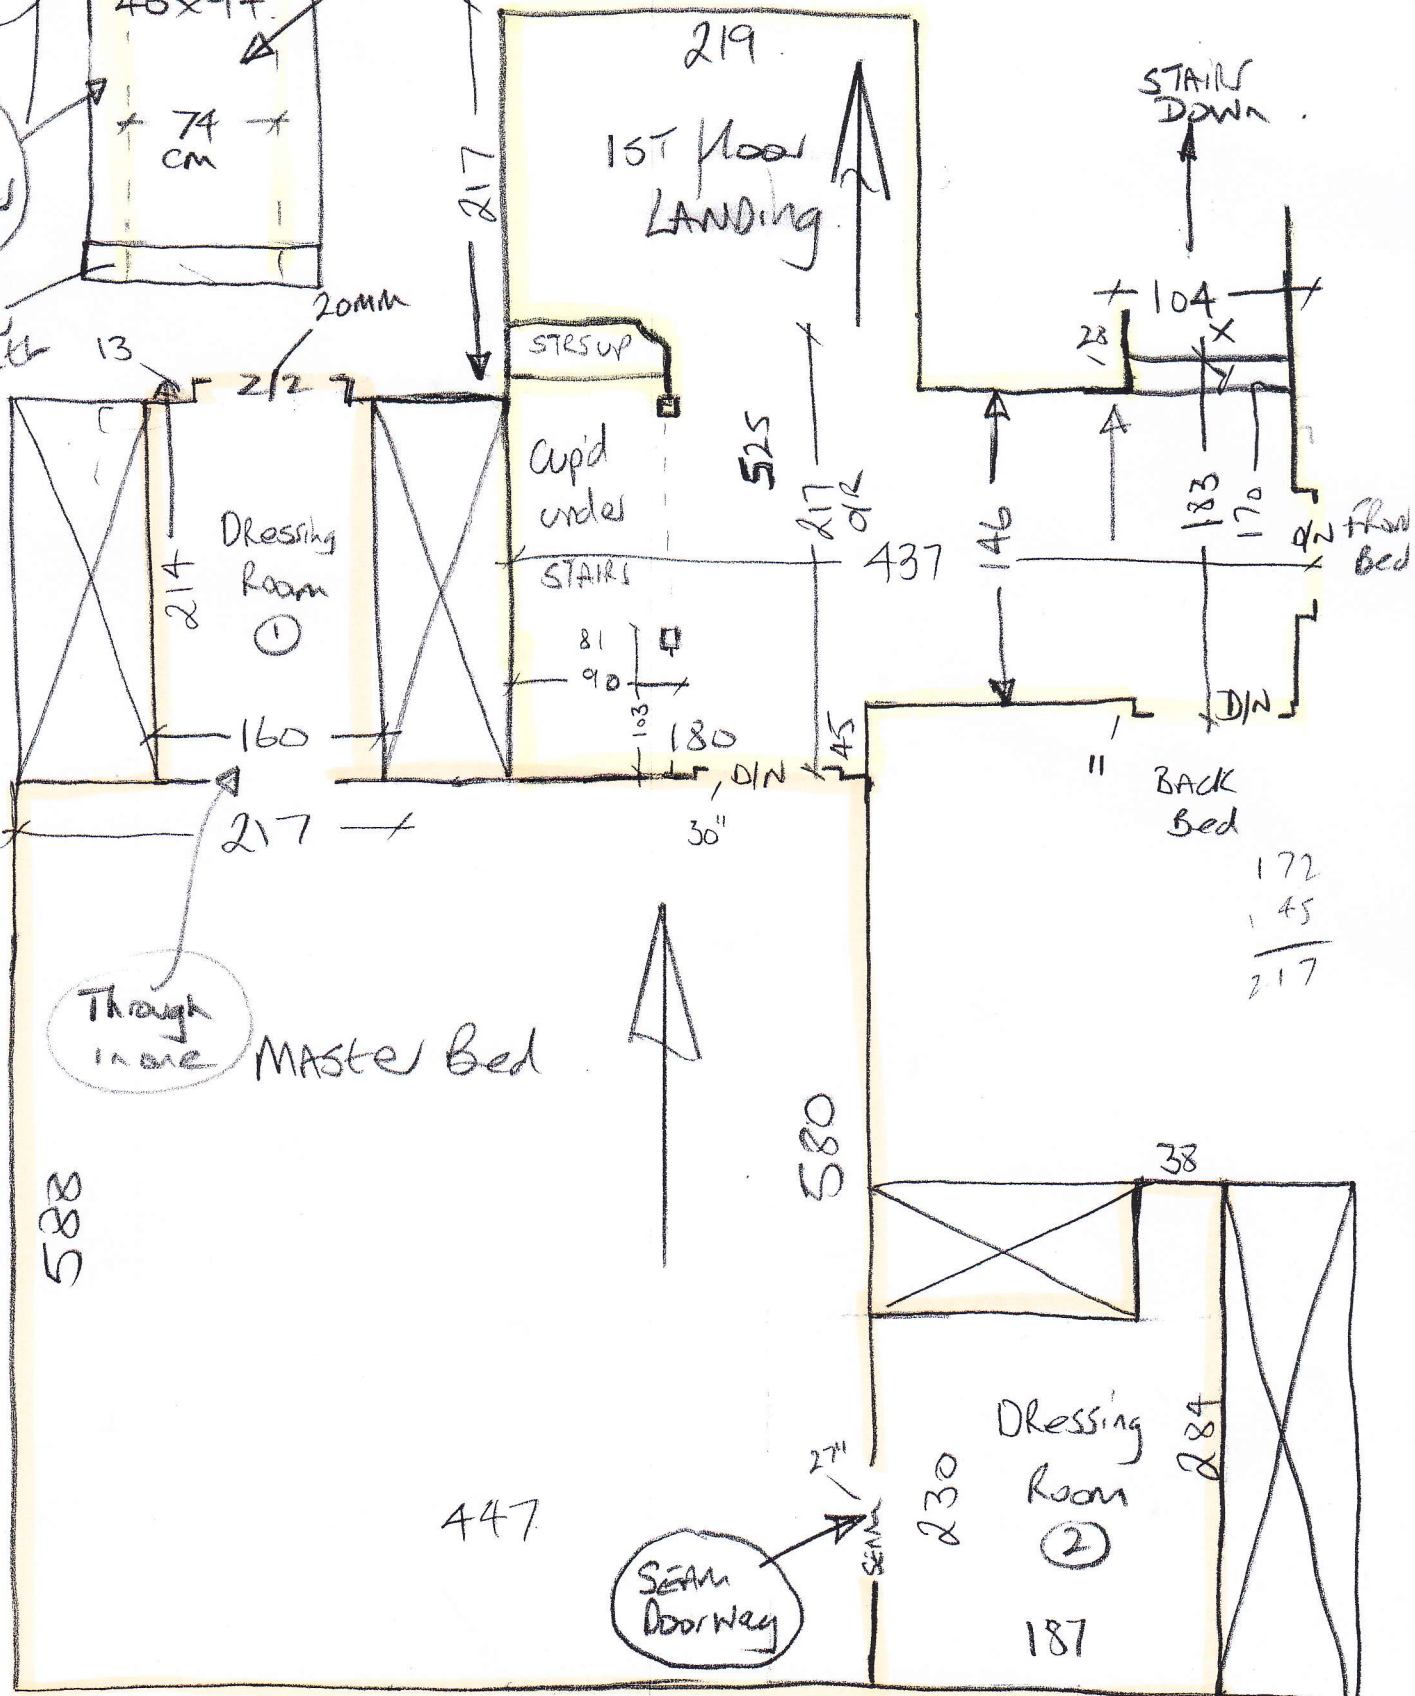 219
STAIRS
DOWN
74
cm
217
1ST floor
LANDing
20mm
104
13
28
X
Y
STRSUP
2/2
Cup'd
under
525
217
OR
437
146
183
170
Front
Bed
Dressing
Room
1
214
STAIRS
81
90
103
180
45
D/N
D/N
160
11
30"
BACK
Bed
217
172
45
217
Through
in one
MASter Bed
588
580
38
Dressing
Room
2
284
230
27"
SEAM
447
SEAM
Doorway
187